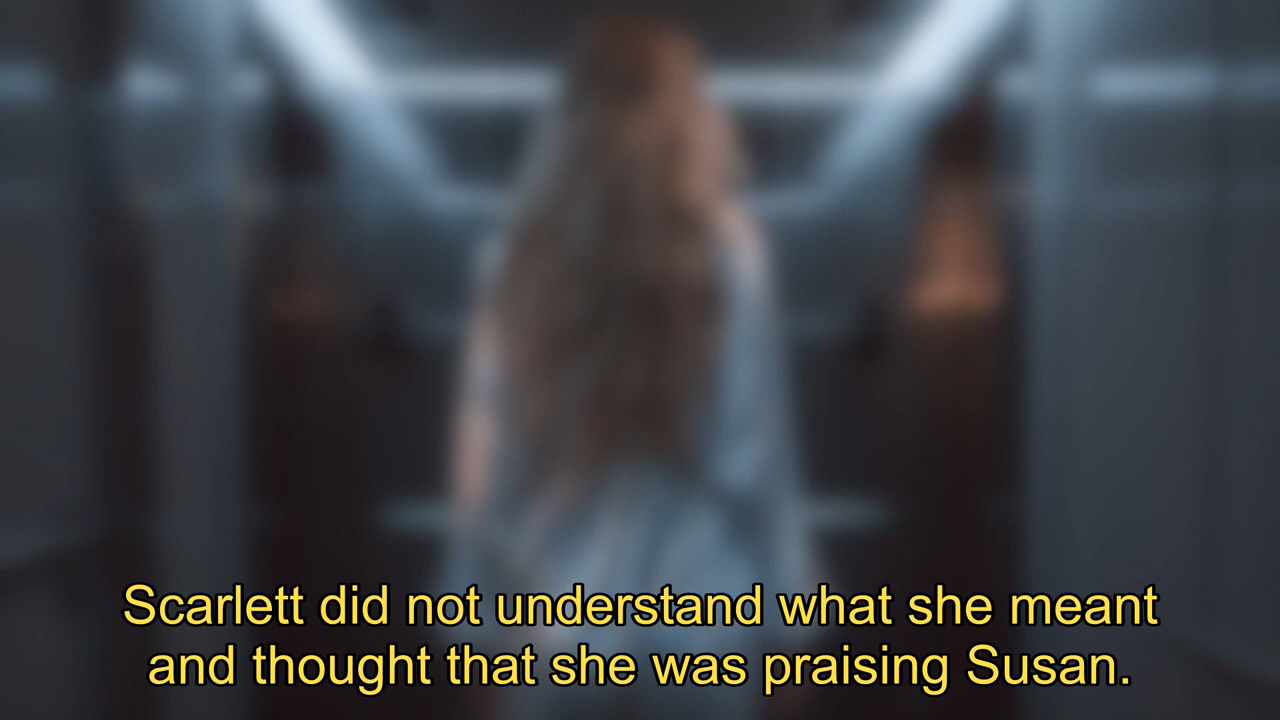 Scarlett did not understand what she meant
and thought that she was praising Susan.